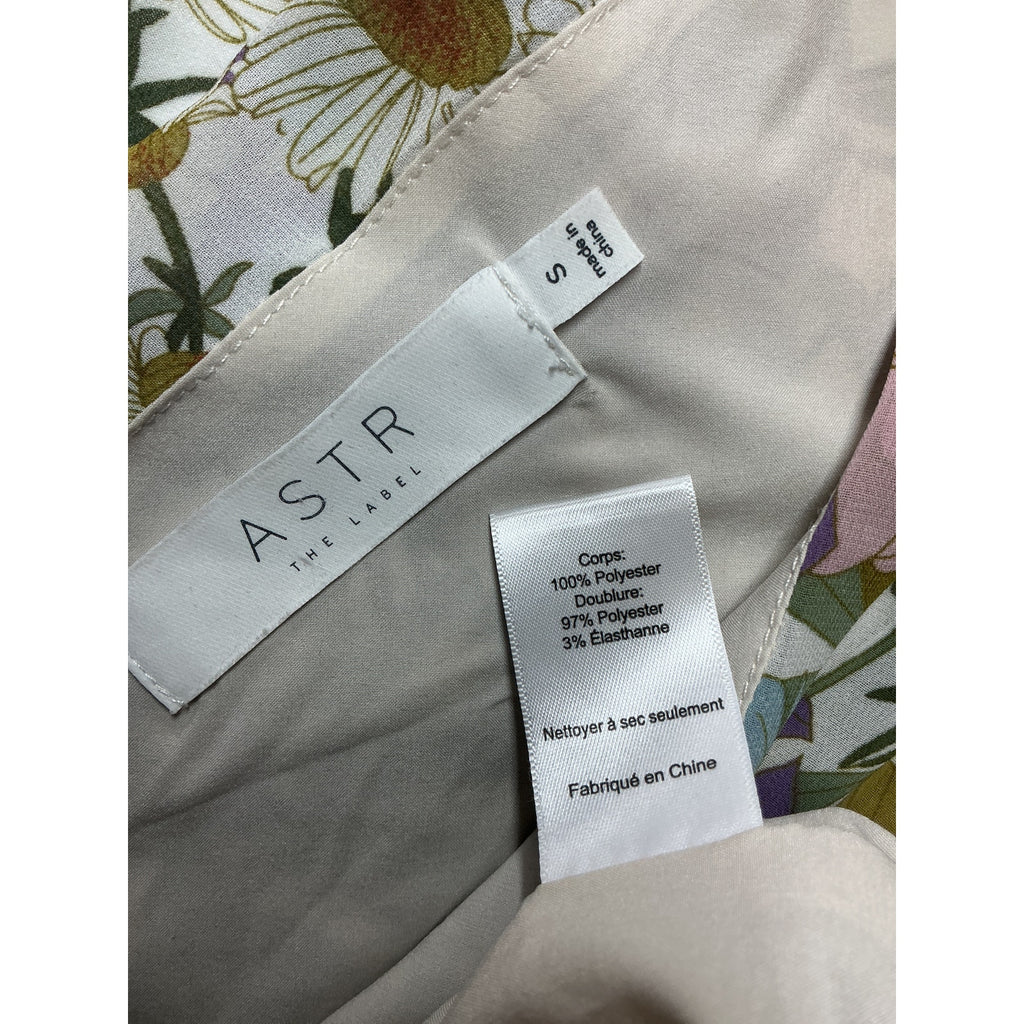 made in
china
S
ASTR
THE LABEL
Corps:
100% Polyester
Doublure:
97% Polyester
3% Élasthanne
Nettoyer à sec seulement
Fabriqué en Chine